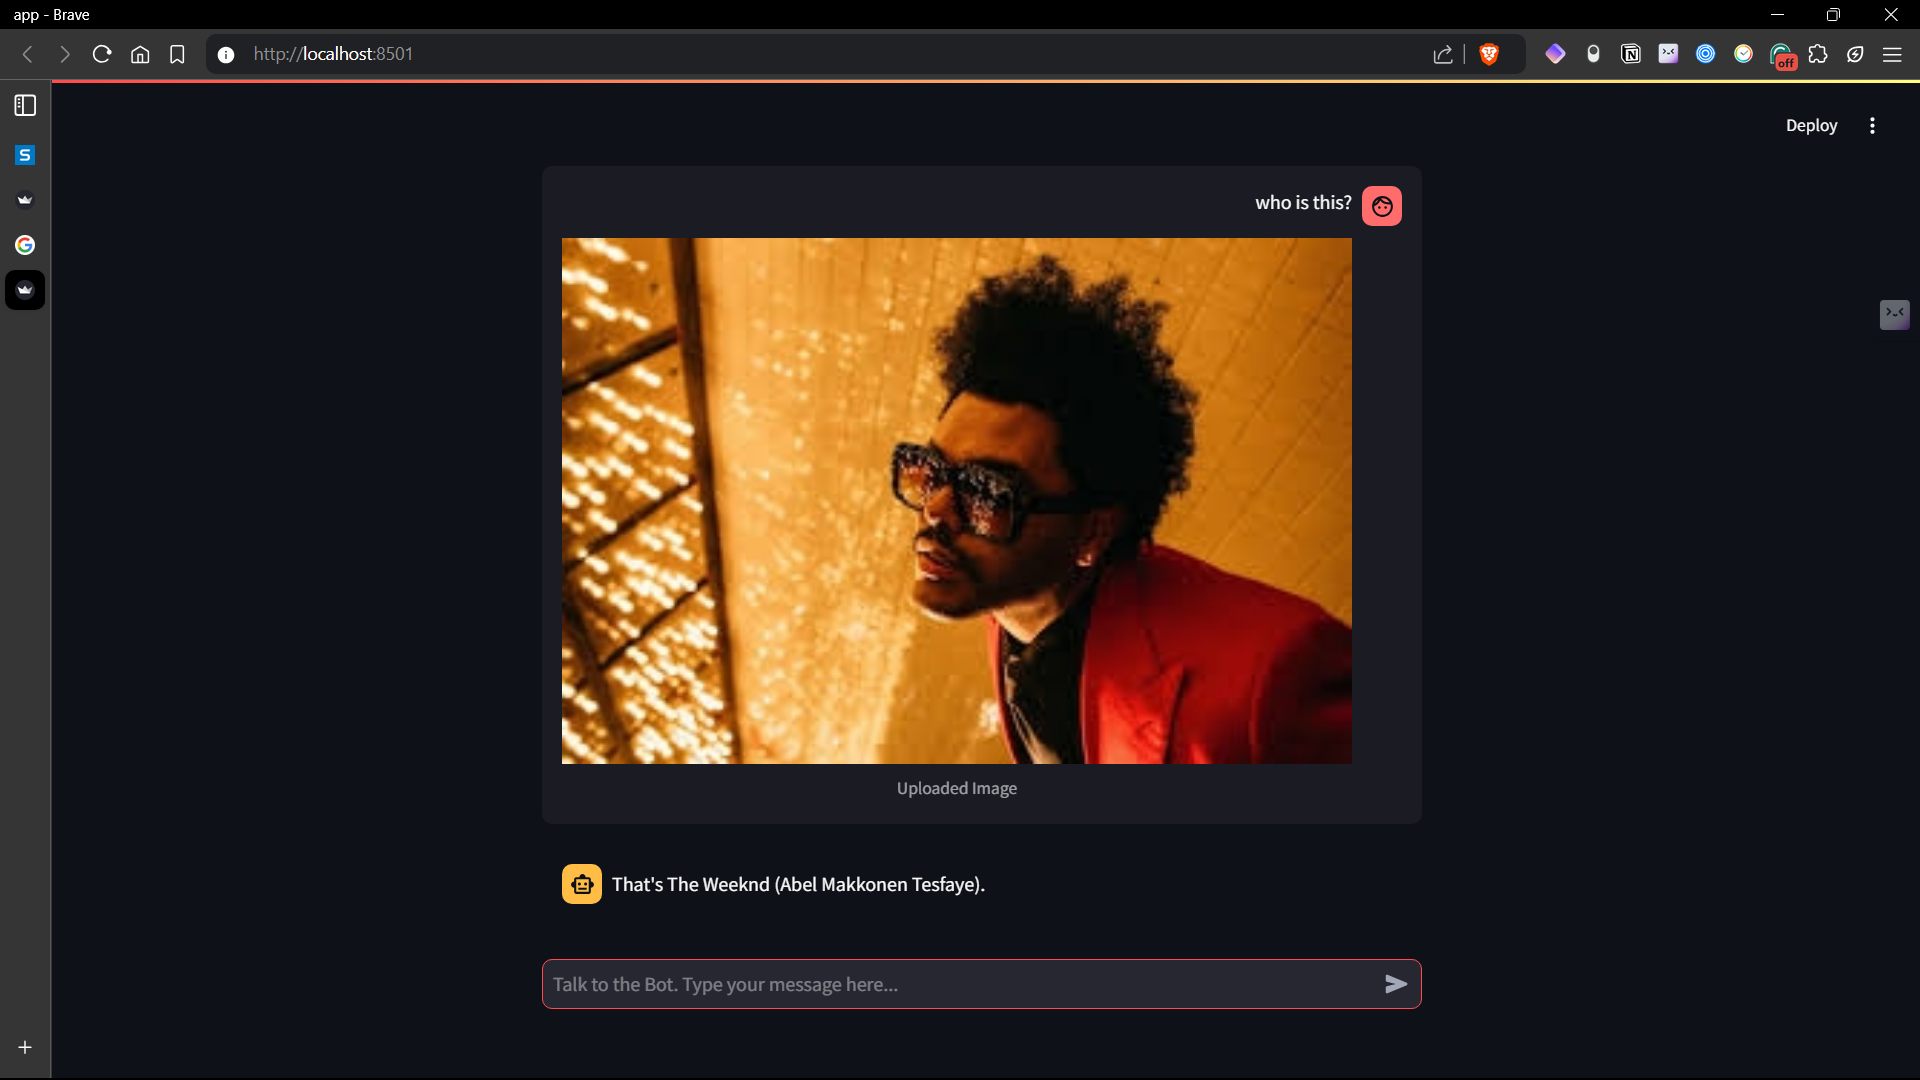 app - Brave
http://localhost:8501
off
Deploy
who is this?
Uploaded Image
That's The Weeknd (Abel Makkonen Tesfaye).
Talk to the Bot. Type your message here...